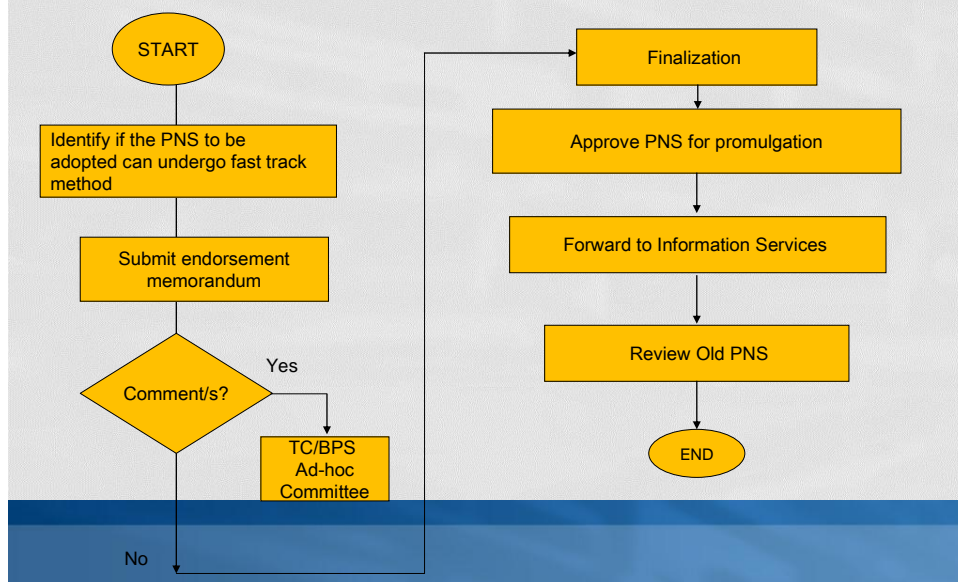 START
Identify if the PNS to be
adopted can undergo fast track
method
Submit endorsement
memorandum
Comment/s?
Yes
TC/BPS
Ad-hoc
Committee
No
Finalization
Approve PNS for promulgation
Forward to Information Services
Review Old PNS
END